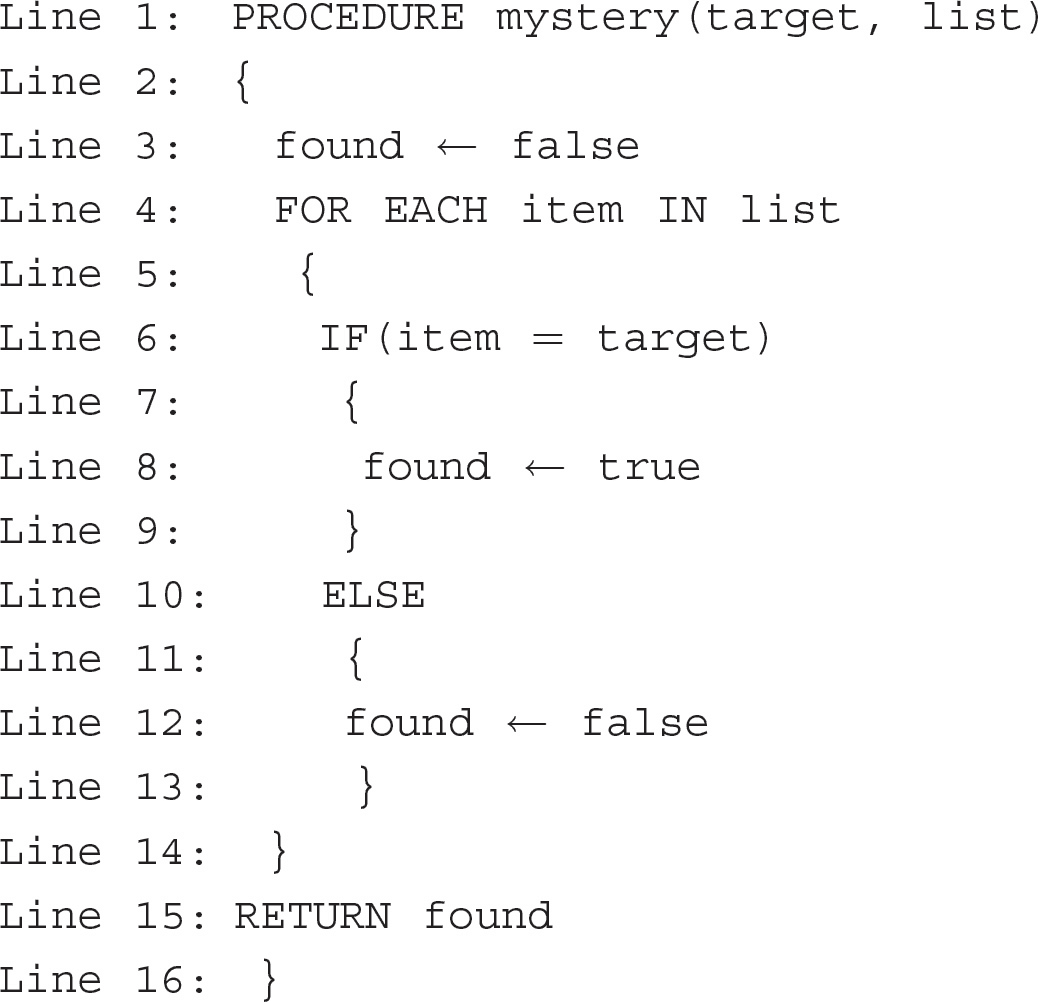 Line 1: PROCEDURE mystery(target, list)
Line 2: {
Line 3: found ← false
Line 4: FOR EACH item IN list
Line 5: {
Line 6: IF(item = target)
Line 7: {
Line 8: found ← true
Line 9: }
Line 10: ELSE
Line 11: {
Line 12: found ← false
Line 13: }
Line 14: }
Line 15: RETURN found
Line 16: }